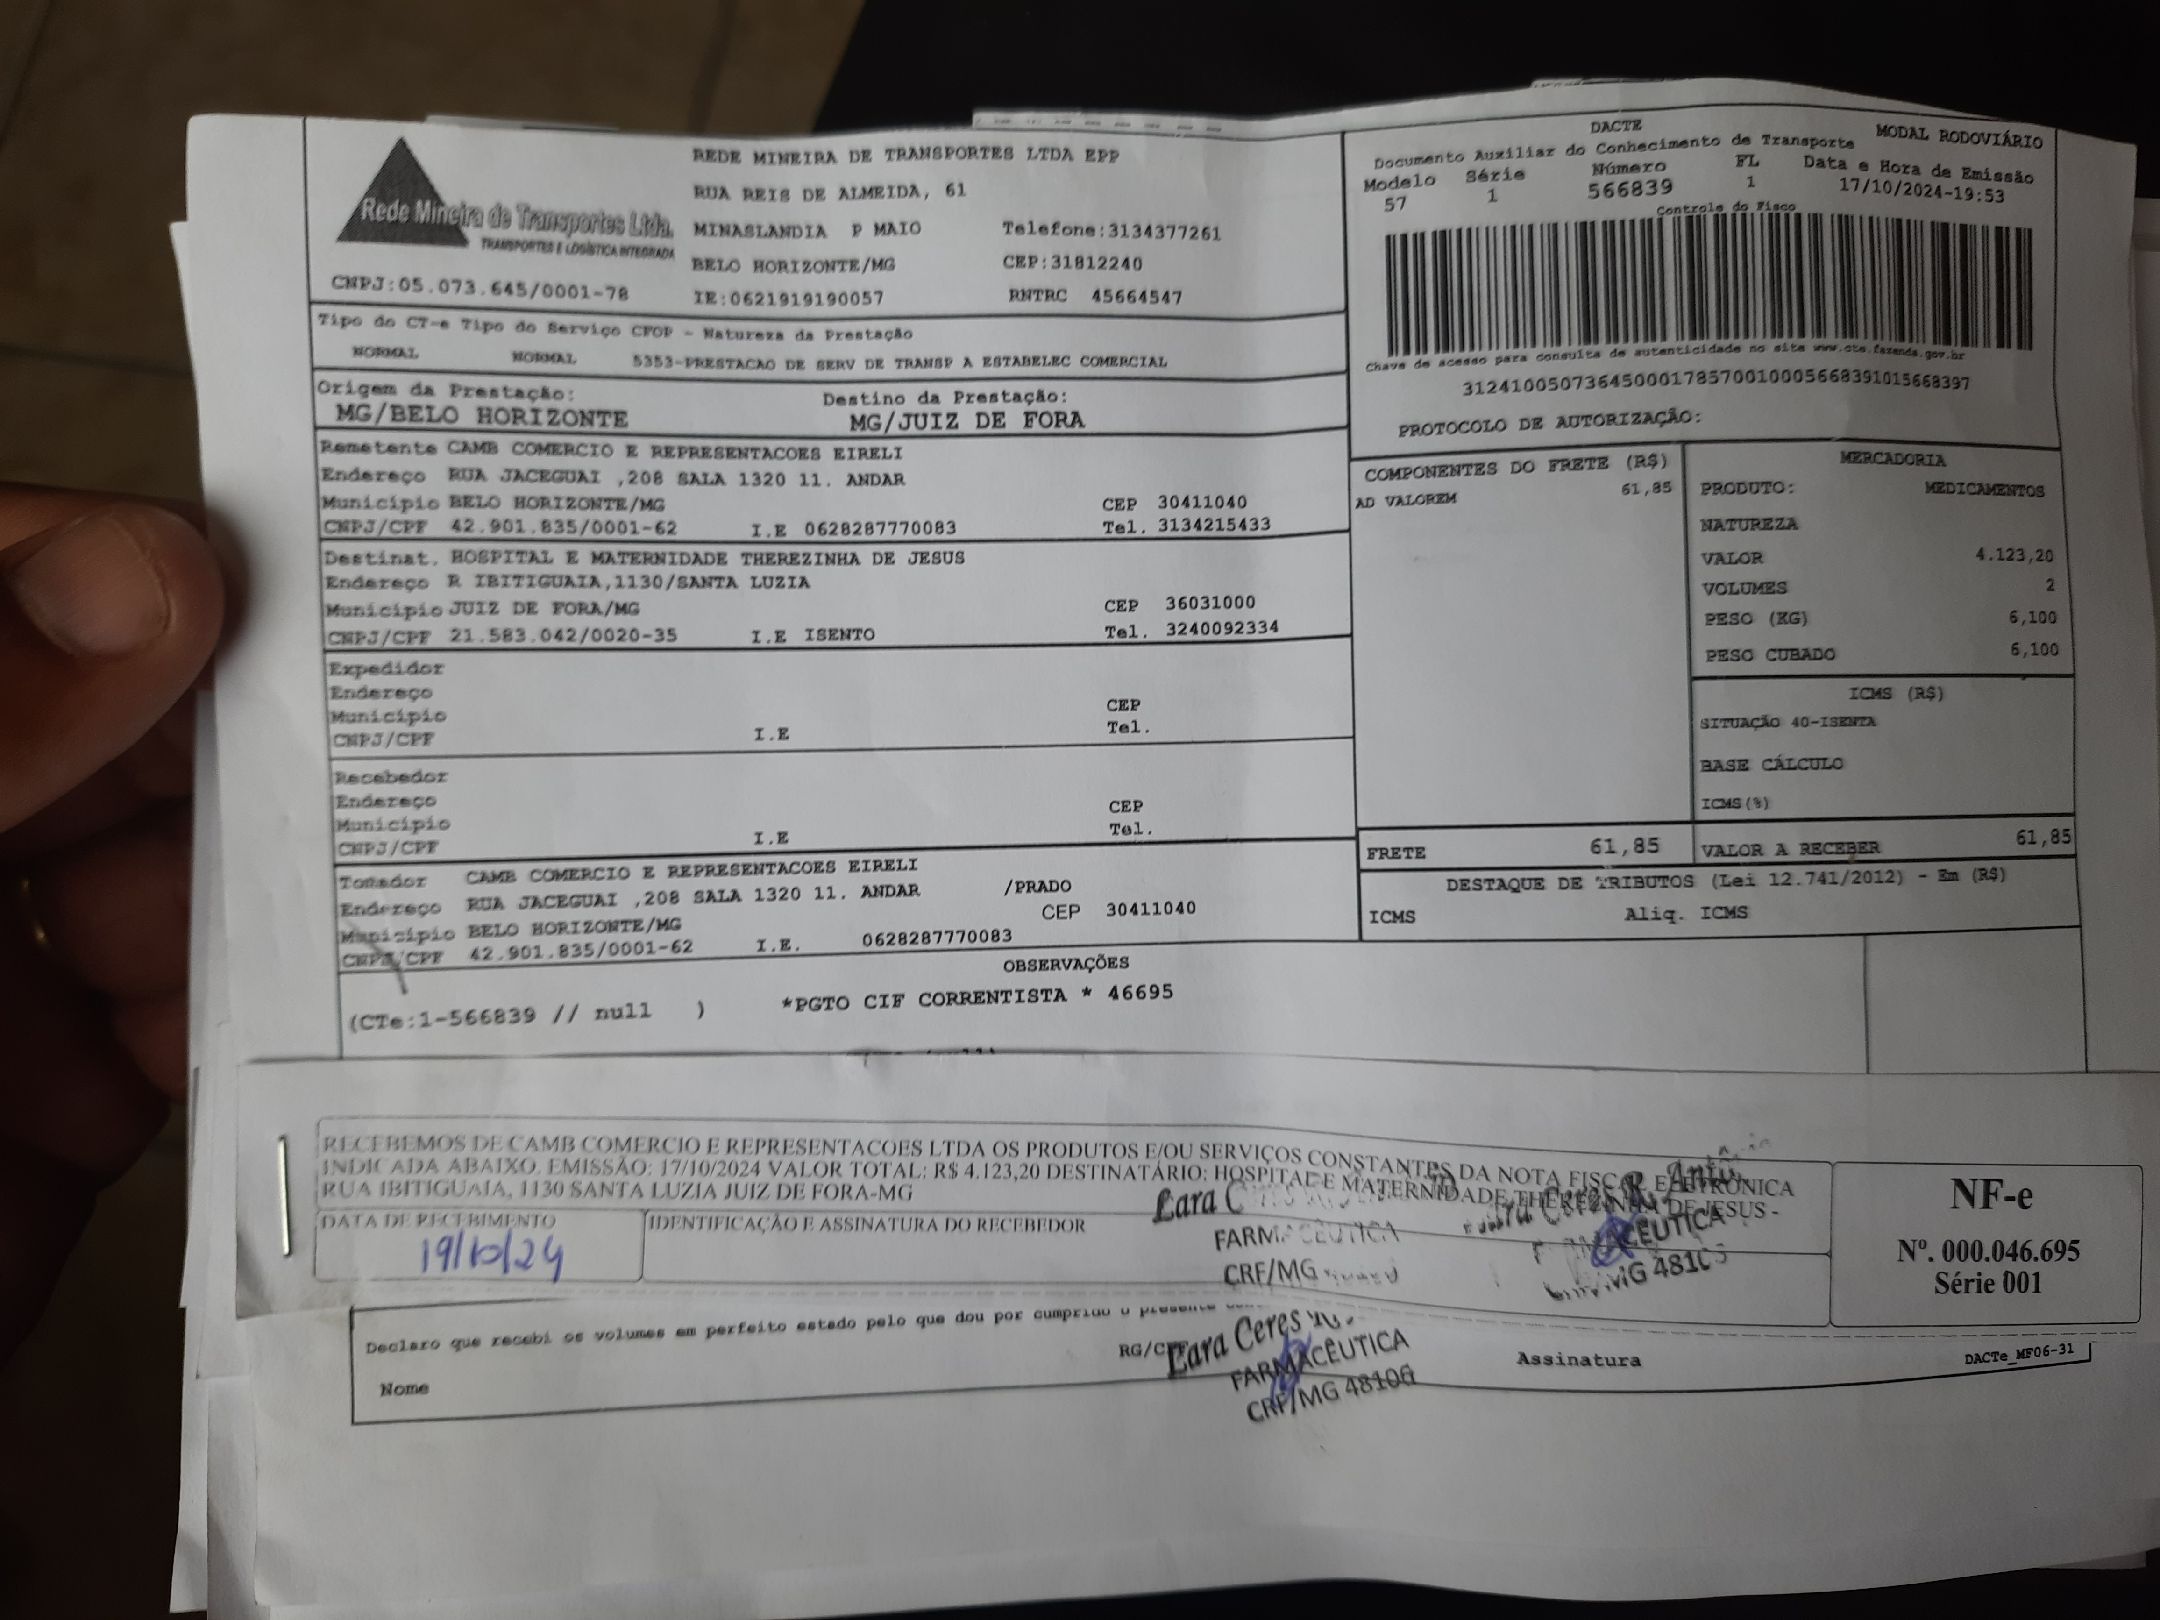 Rede Mineira de Transportes Ltda.
TRANSPORTES E LOGÍSTICA INTEGRADA
CNPJ:05.073.645/0001-78
REDE MINEIRA DE TRANSPORTES LTDA EPP
RUA REIS DE ALMEIDA, 61
MINASLANDIA P MAIO Telefone:3134377261
BELO HORIZONTE/MG CEP:31812240
IE:0621919190057 RNTRC 45664547
DACTE MODAL RODOVIÁRIO
Documento Auxiliar do Conhecimento de Transporte
Modelo Série Número FL Data e Hora de Emissão
57 1 566839 1 17/10/2024-19:53
Controle do Fisco
Chave de acesso para consulta de autenticidade no site www.cte.fazenda.gov.br
31241005073645000178570010005668391015668397
PROTOCOLO DE AUTORIZAÇÃO:
Tipo do CT-e Tipo do Serviço CFOP - Natureza da Prestação
NORMAL NORMAL 5353-PRESTACAO DE SERV DE TRANSP A ESTABELEC COMERCIAL
Origem da Prestação: Destino da Prestação:
MG/BELO HORIZONTE MG/JUIZ DE FORA
Remetente CAMB COMERCIO E REPRESENTACOES EIRELI
Endereço RUA JACEGUAI ,208 SALA 1320 11. ANDAR
Município BELO HORIZONTE/MG CEP 30411040
CNPJ/CPF 42.901.835/0001-62 I.E 0628287770083 Tel. 3134215433
Destinat. HOSPITAL E MATERNIDADE THEREZINHA DE JESUS
Endereço R IBITIGUAIA,1130/SANTA LUZIA
Município JUIZ DE FORA/MG CEP 36031000
CNPJ/CPF 21.583.042/0020-35 I.E ISENTO Tel. 3240092334
Expedidor
Endereço
Município CEP
CNPJ/CPF I.E Tel.
Recebedor
Endereço
Município CEP
CNPJ/CPF I.E Tel.
Tomador CAMB COMERCIO E REPRESENTACOES EIRELI
Endereço RUA JACEGUAI ,208 SALA 1320 11. ANDAR /PRADO
Município BELO HORIZONTE/MG CEP 30411040
CNPJ/CPF 42.901.835/0001-62 I.E. 0628287770083
COMPONENTES DO FRETE (R$)
AD VALOREM 61,85
MERCADORIA
PRODUTO: MEDICAMENTOS
NATUREZA
VALOR 4.123,20
VOLUMES 2
PESO (KG) 6,100
PESO CUBADO 6,100
ICMS (R$)
SITUAÇÃO 40-ISENTA
BASE CÁLCULO
ICMS(%)
FRETE 61,85 VALOR A RECEBER 61,85
DESTAQUE DE TRIBUTOS (Lei 12.741/2012) - Em (R$)
ICMS Aliq. ICMS
OBSERVAÇÕES
(CTe:1-566839 // null ) *PGTO CIF CORRENTISTA * 46695
RECEBEMOS DE CAMB COMERCIO E REPRESENTACOES LTDA OS PRODUTOS E/OU SERVIÇOS CONSTANTES DA NOTA FISCAL ELETRÔNICA
INDICADA ABAIXO. EMISSÃO: 17/10/2024 VALOR TOTAL: R$ 4.123,20 DESTINATÁRIO: HOSPITAL E MATERNIDADE THEREZINHA DE JESUS -
RUA IBITIGUAIA, 1130 SANTA LUZIA JUIZ DE FORA-MG
DATA DE RECEBIMENTO IDENTIFICAÇÃO E ASSINATURA DO RECEBEDOR
19/10/24
Lara
FARMACÊUTICA
CRF/MG
Ceres R.
FARMACÊUTICA
NF-e
Nº. 000.046.695
Série 001
Declaro que recebi os volumes em perfeito estado pelo que dou por cumprido o presente
Nome RG/CPF Assinatura
Lara Ceres
FARMACÊUTICA
CRF/MG 48106
DACTe_MF06-31